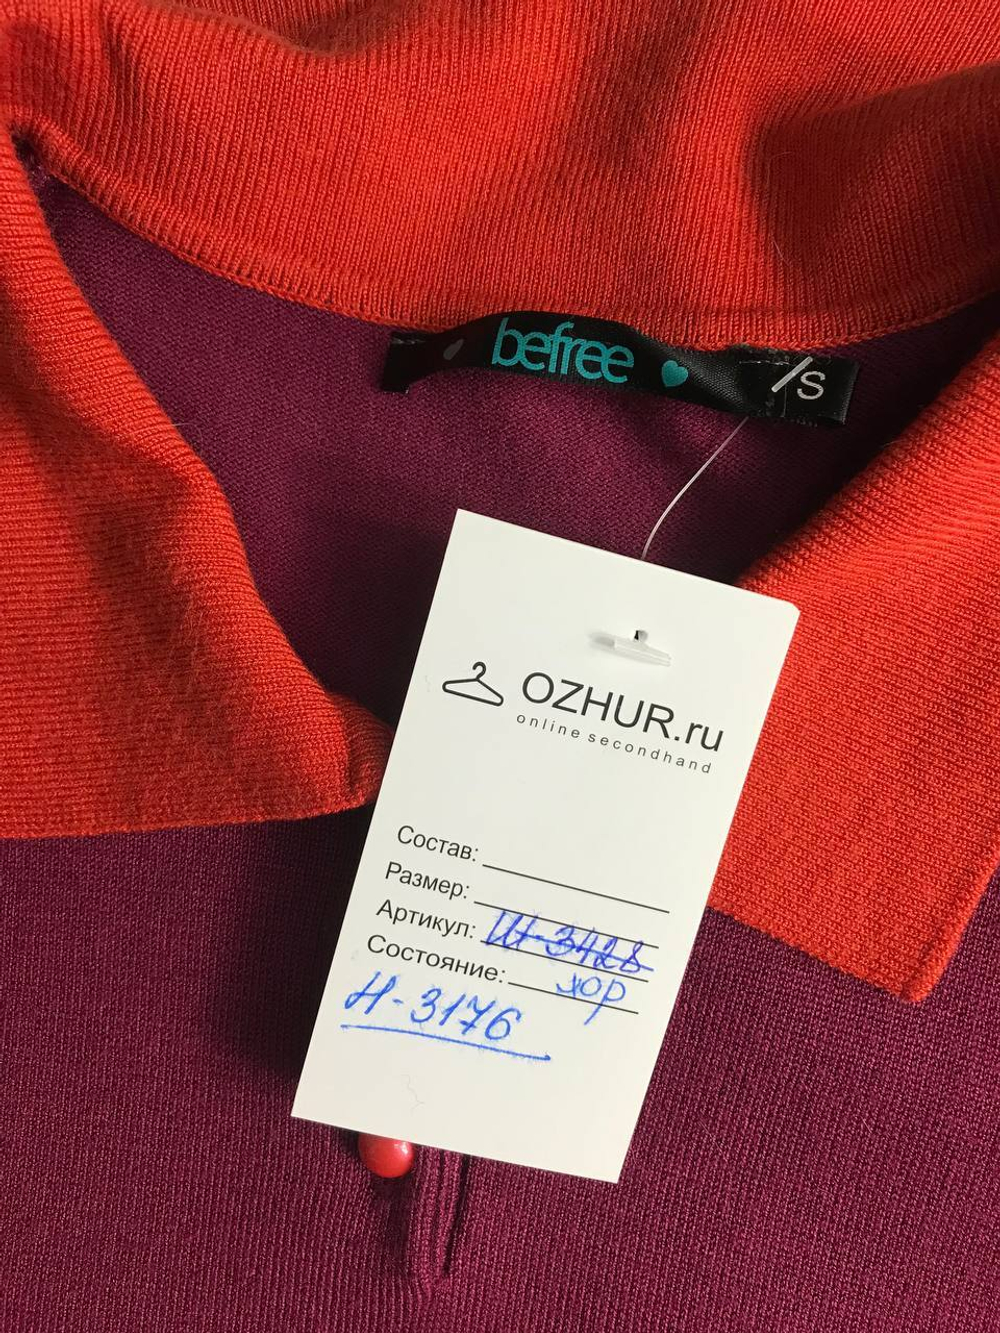 befree /S
OZHUR.ru
online secondhand
Состав:
Размер:
Артикул: Ш-3428
Состояние: хор
Н-3176